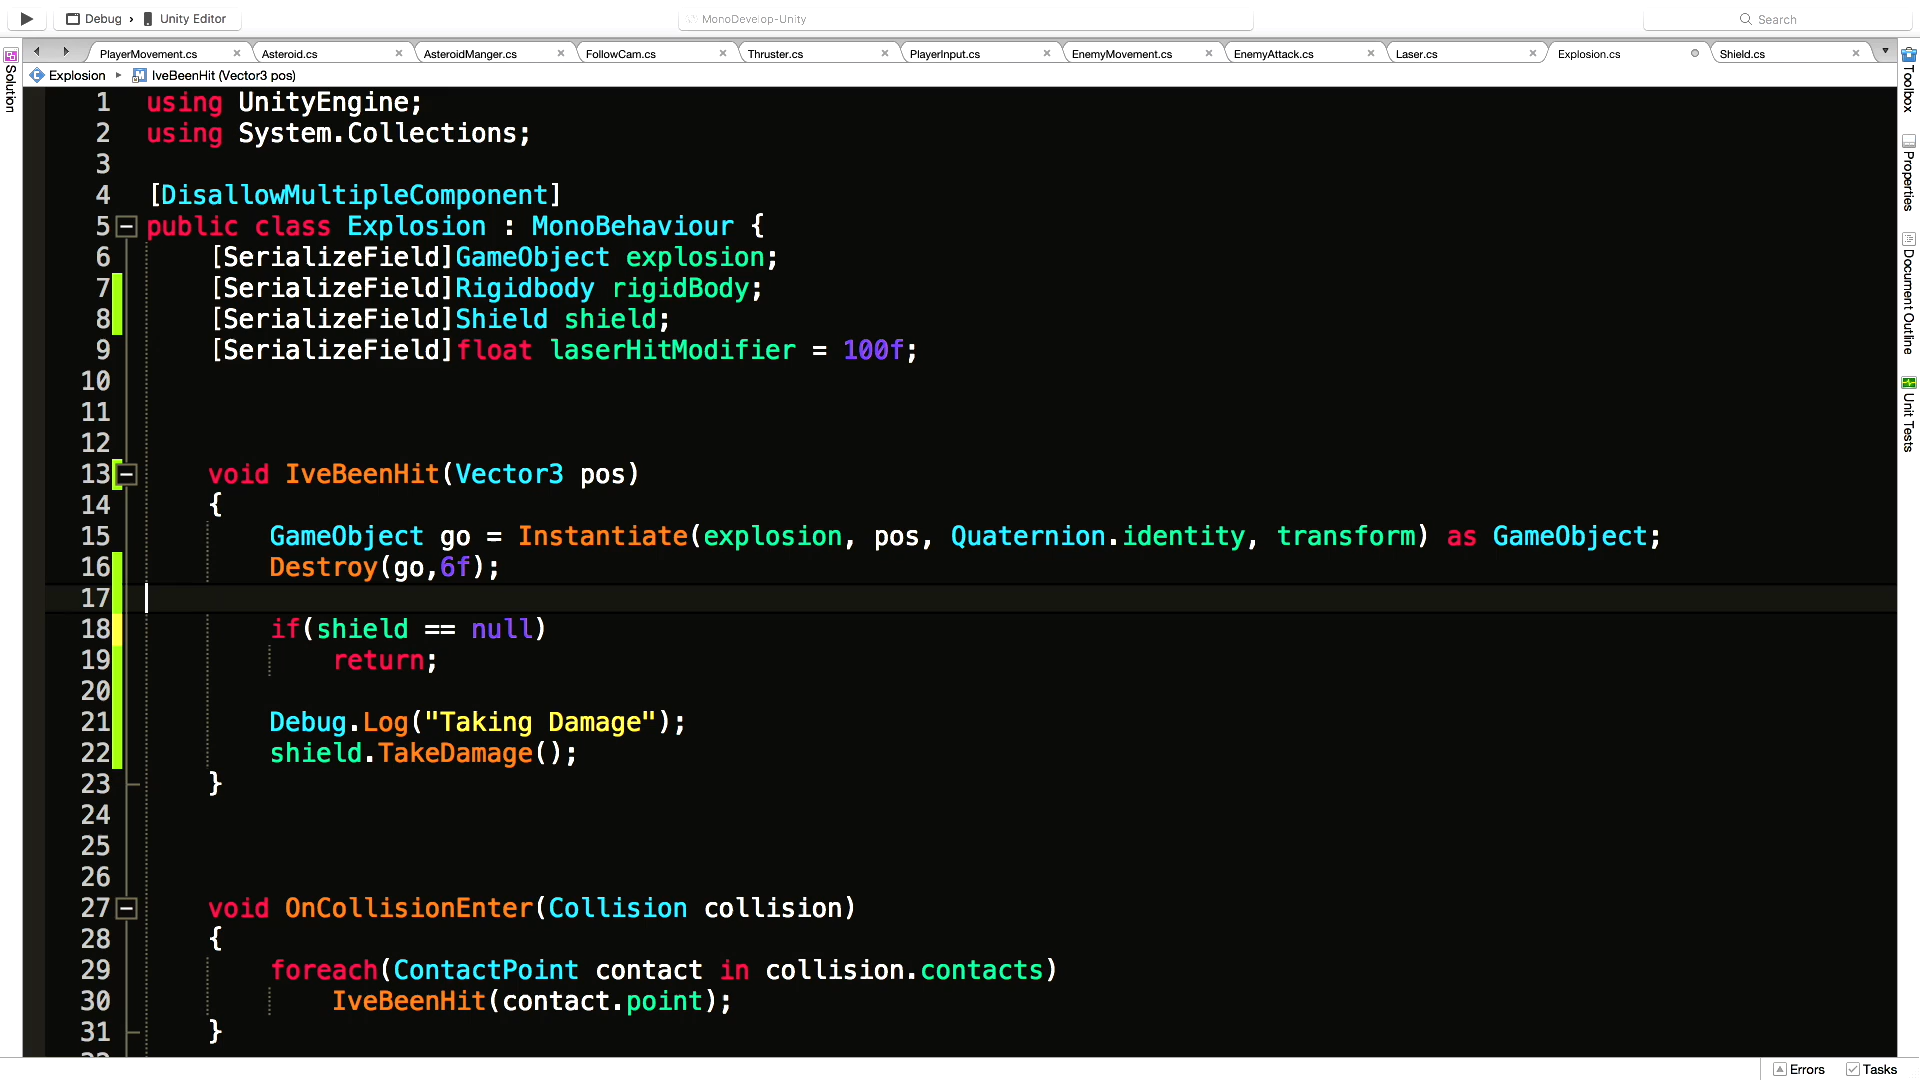 Debug › Unity Editor
MonoDevelop-Unity
Search
PlayerMovement.cs
Asteroid.cs
AsteroidManger.cs
FollowCam.cs
Thruster.cs
PlayerInput.cs
EnemyMovement.cs
EnemyAttack.cs
Laser.cs
Explosion.cs
Shield.cs
Explosion ▸ IveBeenHit (Vector3 pos)
Solution
Toolbox
Properties
Document Outline
Unit Tests
1 using UnityEngine;
2 using System.Collections;
3
4 [DisallowMultipleComponent]
5 public class Explosion : MonoBehaviour {
6 [SerializeField]GameObject explosion;
7 [SerializeField]Rigidbody rigidBody;
8 [SerializeField]Shield shield;
9 [SerializeField]float laserHitModifier = 100f;
10
11
12
13 void IveBeenHit(Vector3 pos)
14 {
15 GameObject go = Instantiate(explosion, pos, Quaternion.identity, transform) as GameObject;
16 Destroy(go,6f);
17
18 if(shield == null)
19 return;
20
21 Debug.Log("Taking Damage");
22 shield.TakeDamage();
23 }
24
25
26
27 void OnCollisionEnter(Collision collision)
28 {
29 foreach(ContactPoint contact in collision.contacts)
30 IveBeenHit(contact.point);
31 }
Errors
Tasks